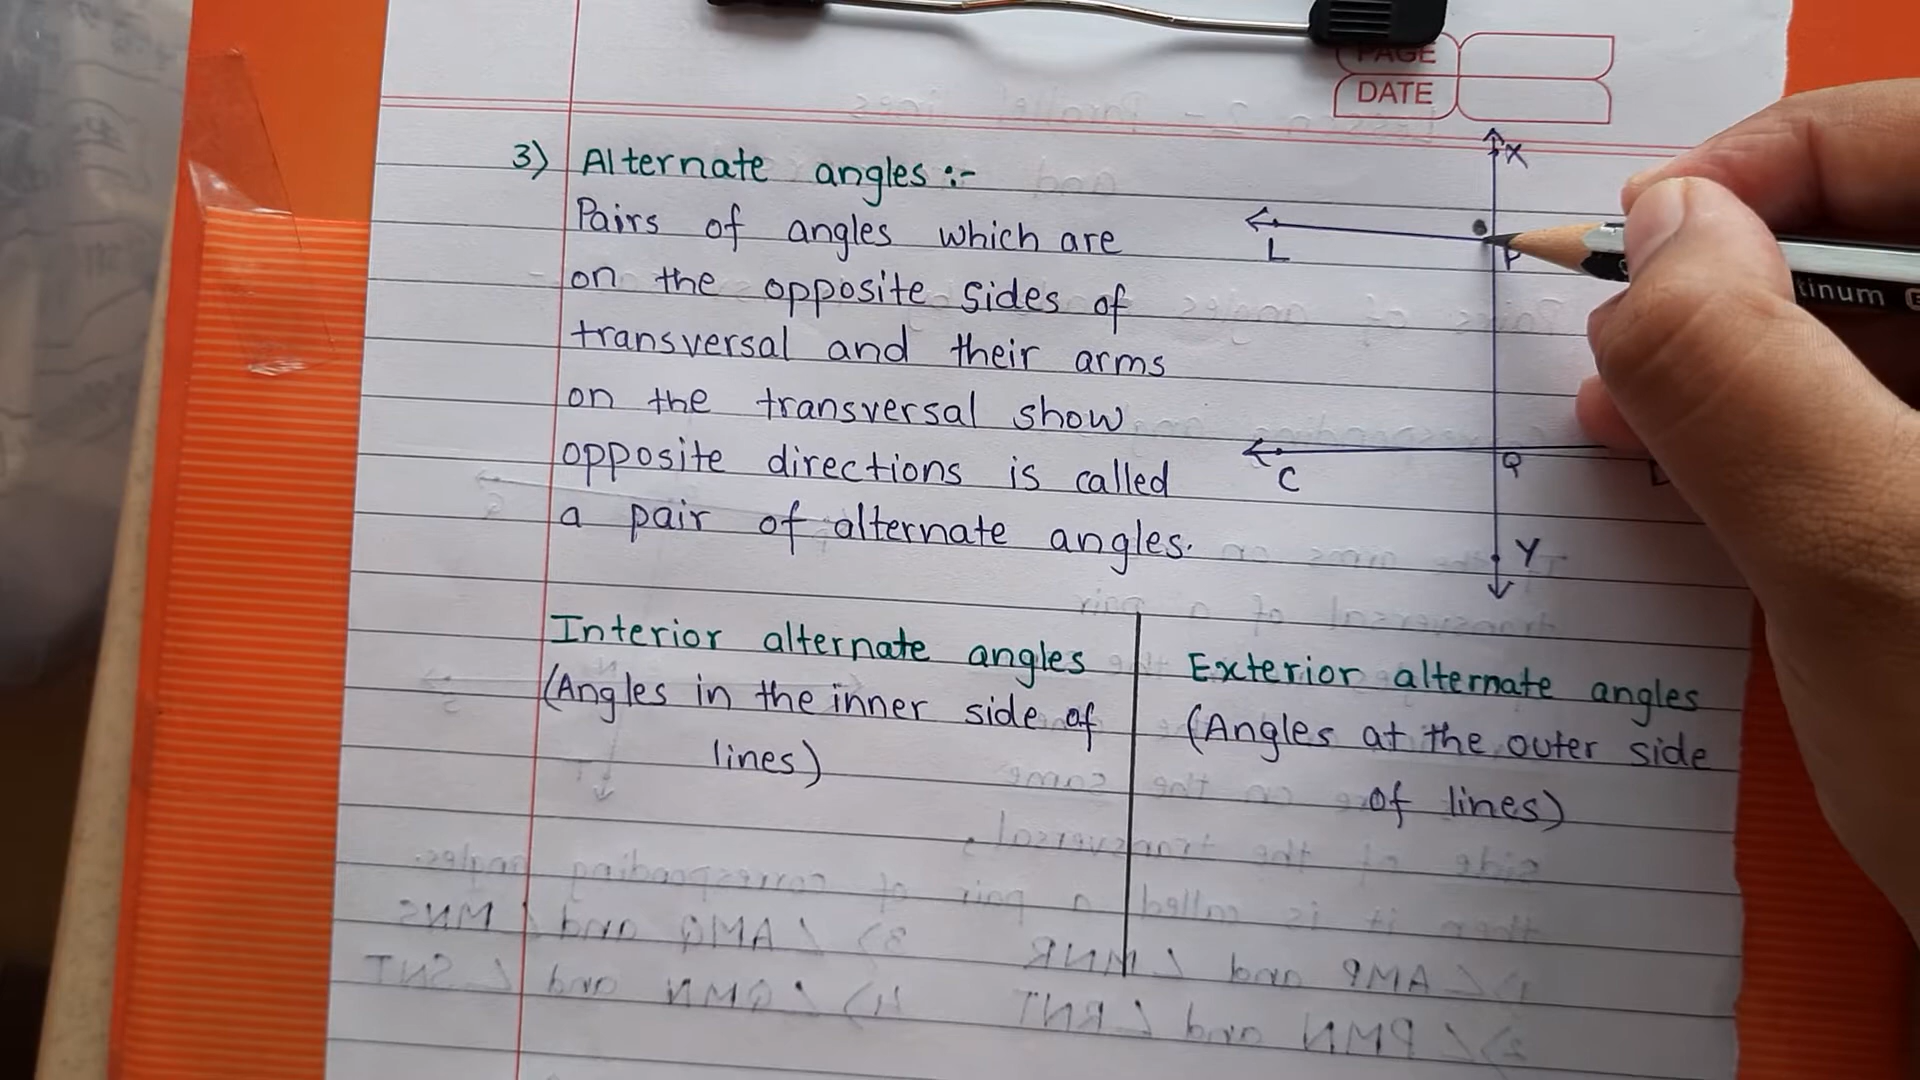 PAGE
DATE
3) Alternate angles :-
Pairs of angles which are
on the opposite sides of
transversal and their arms
on the transversal show
opposite directions is called
a pair of alternate angles.
X
L
P
C
Q
Y
tinum
Interior alternate angles
(Angles in the inner side of
lines)
Exterior alternate angles
(Angles at the outer side
of lines)